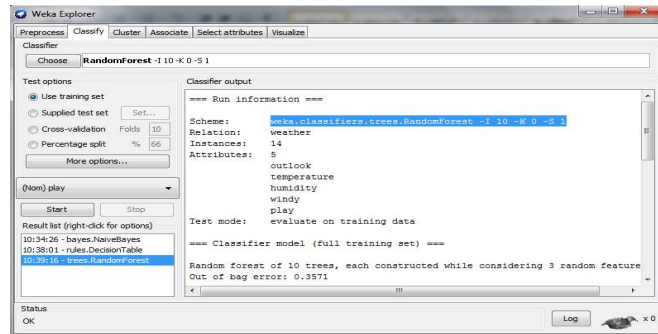 Weka Explorer
Preprocess Classify Cluster Associate Select attributes Visualize
Classifier
Choose RandomForest -I 10 -K 0 -S 1
Test options
Use training set
Supplied test set Set...
Cross-validation Folds 10
Percentage split % 66
More options...
(Nom) play
Start Stop
Result list (right-click for options)
10:34:26 - bayes.NaiveBayes
10:38:01 - rules.DecisionTable
10:39:16 - trees.RandomForest
Classifier output
=== Run information ===
Scheme: weka.classifiers.trees.RandomForest -I 10 -K 0 -S 1
Relation: weather
Instances: 14
Attributes: 5
outlook
temperature
humidity
windy
play
Test mode: evaluate on training data
=== Classifier model (full training set) ===
Random forest of 10 trees, each constructed while considering 3 random feature
Out of bag error: 0.3571
Status
OK
Log
x 0